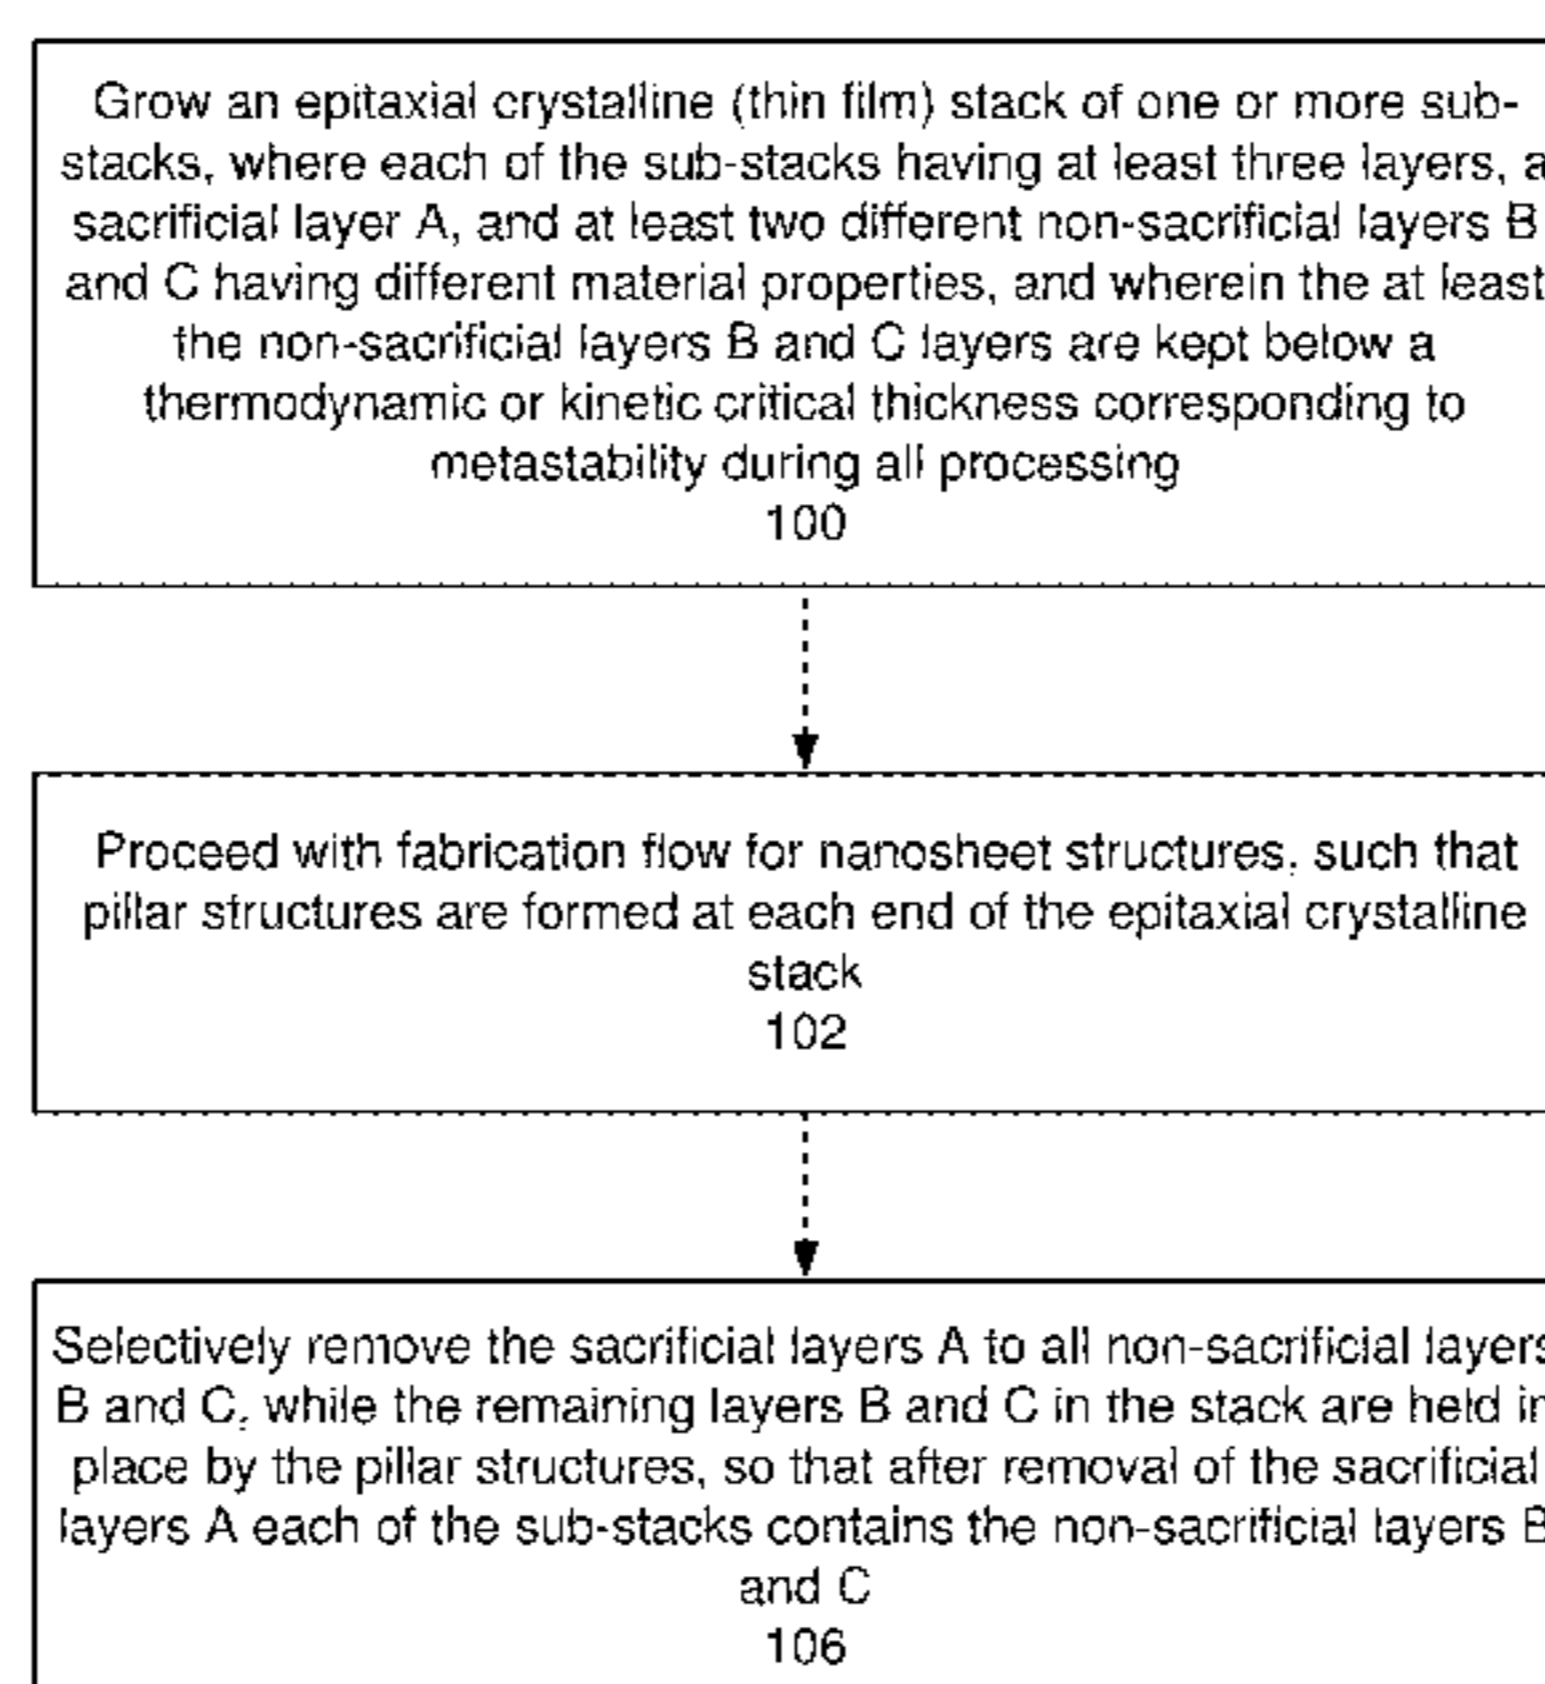 Grow an epitaxial crystalline (thin film) stack of one or more sub-
stacks, where each of the sub-stacks having at least three layers, a
sacrificial layer A, and at least two different non-sacrificial layers B
and C having different material properties, and wherein the at least
the non-sacrificial layers B and C layers are kept below a
thermodynamic or kinetic critical thickness corresponding to
metastability during all processing
100
Proceed with fabrication flow for nanosheet structures, such that
pillar structures are formed at each end of the epitaxial crystalline
stack
102
Selectively remove the sacrificial layers A to all non-sacrificial layers
B and C, while the remaining layers B and C in the stack are held in
place by the pillar structures, so that after removal of the sacrificial
layers A each of the sub-stacks contains the non-sacrificial layers B
and C
106